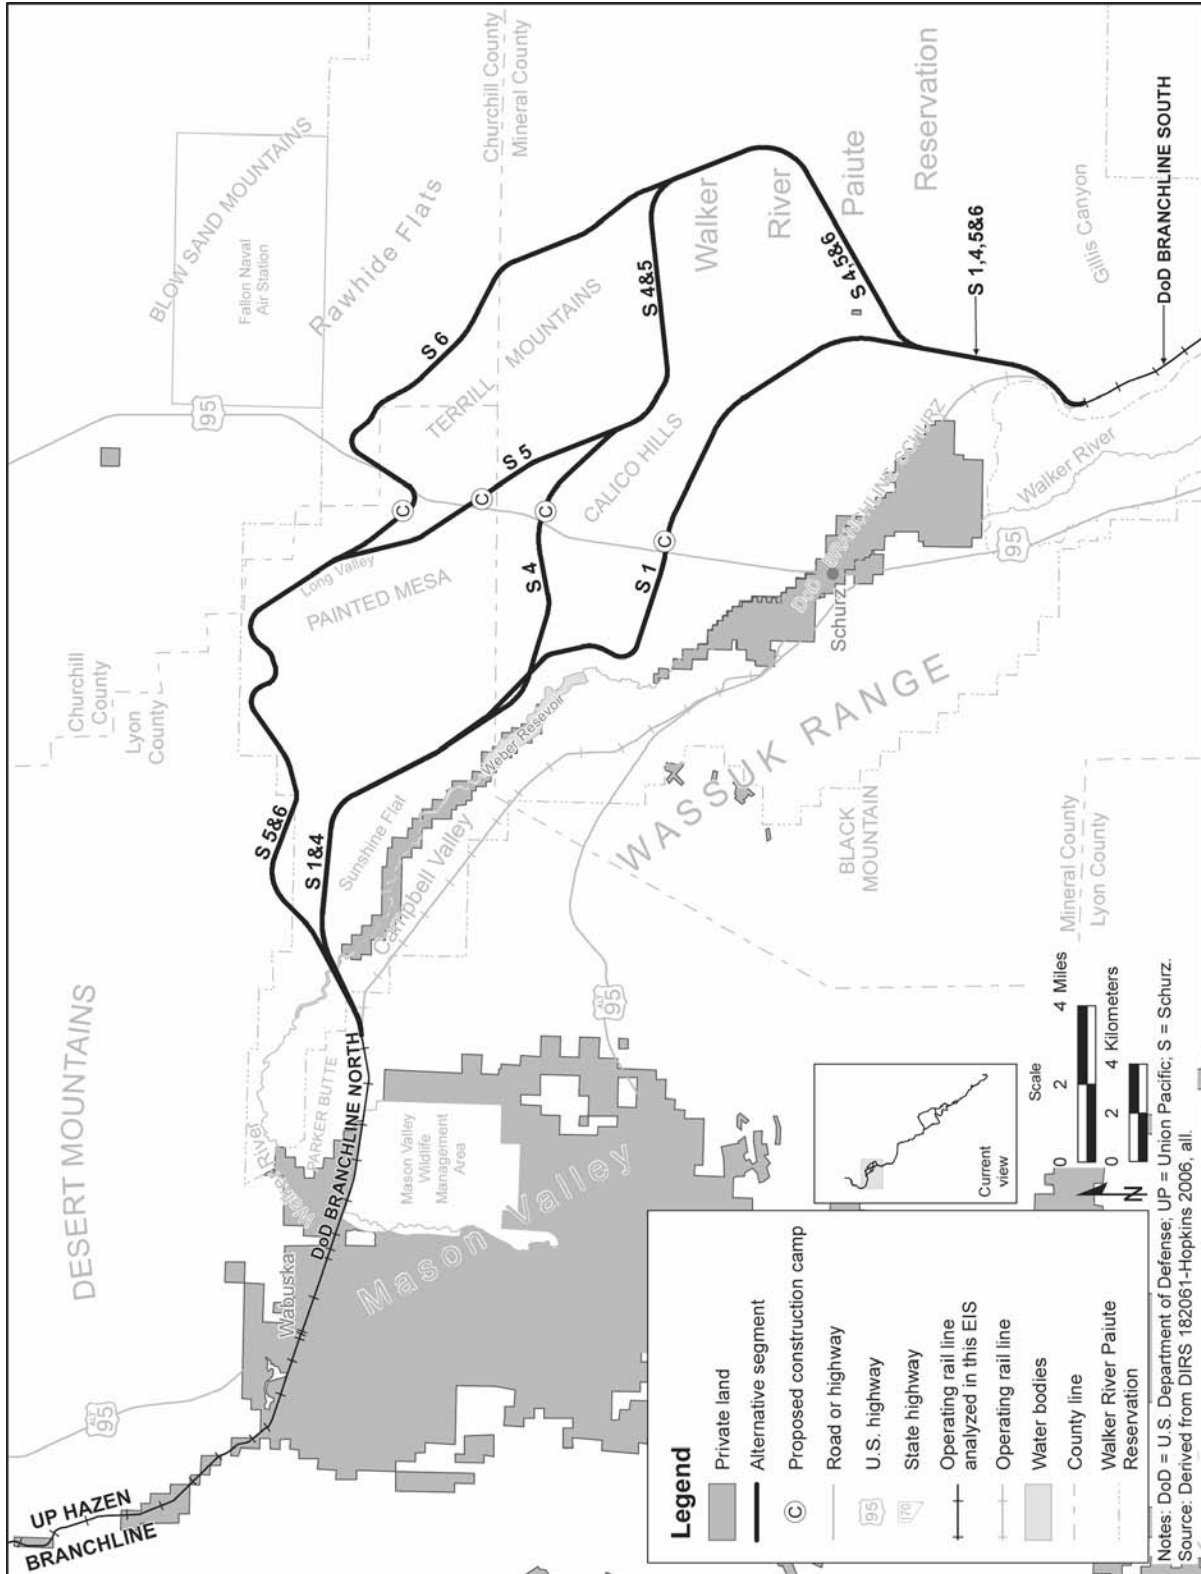 DESERT MOUNTAINS
BLOW SAND MOUNTAINS
Fallon Naval
Air Station
Rawhide Flats
Churchill County
Mineral County
Churchill
County
Lyon
County
95
ALT
95
UP HAZEN
BRANCHLINE
Wabuska
Walker River
PARKER BUTTE
DoD BRANCHLINE NORTH
Mason Valley
Wildlife
Management
Area
Mason Valley
S 5&6
S 1&4
Sunshine Flat
Campbell Valley
Weber Resevoir
Long Valley
PAINTED MESA
C
C
C
C
S 6
TERRILL MOUNTAINS
S 5
S 4
S 4&5
CALICO HILLS
S 1
Walker
River
Paiute
Reservation
S 4,5&6
S 1,4,5&6
DoD BRANCHLINE SOUTH
Gillis Canyon
DoD BRANCHLINE SCHURZ
Schurz
Walker River
95
WASSUK RANGE
BLACK
MOUNTAIN
ALT
95
Mineral County
Lyon County
Legend
Private land
Alternative segment
C
Proposed construction camp
Road or highway
95
U.S. highway
170
State highway
Operating rail line
analyzed in this EIS
Operating rail line
Water bodies
County line
Walker River Paiute
Reservation
Current
view
Scale
0 2 4 Miles
0 2 4 Kilometers
N
Notes: DoD = U.S. Department of Defense; UP = Union Pacific; S = Schurz.
Source: Derived from DIRS 182061-Hopkins 2006, all.